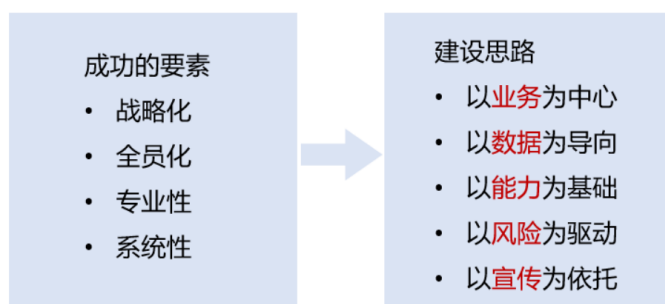 成功的要素
• 战略化
• 全员化
• 专业性
• 系统性
建设思路
• 以业务为中心
• 以数据为导向
• 以能力为基础
• 以风险为驱动
• 以宣传为依托